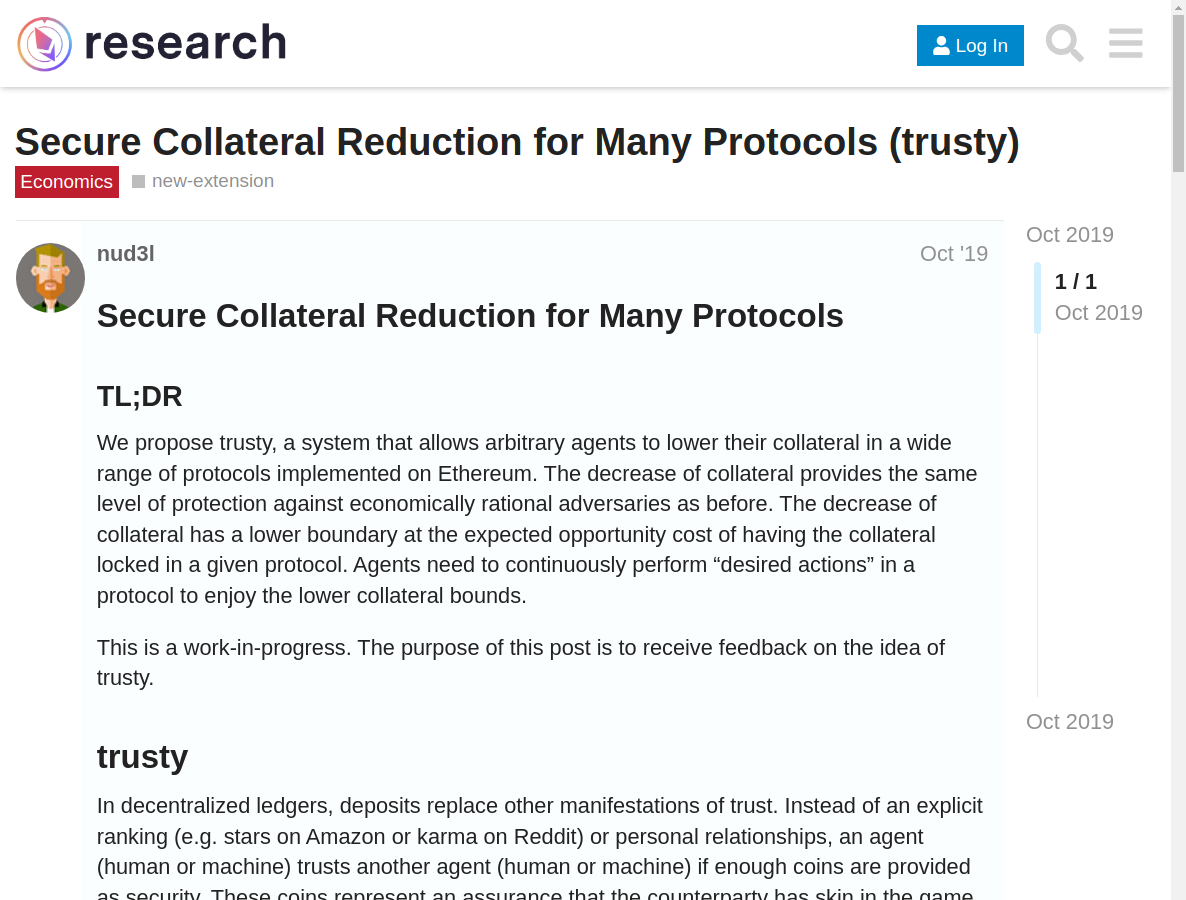 research
Log In
Secure Collateral Reduction for Many Protocols (trusty)
Economics
new-extension
nud3l
Oct '19
Oct 2019
1 / 1
Oct 2019
Oct 2019
Secure Collateral Reduction for Many Protocols
TL;DR
We propose trusty, a system that allows arbitrary agents to lower their collateral in a wide
range of protocols implemented on Ethereum. The decrease of collateral provides the same
level of protection against economically rational adversaries as before. The decrease of
collateral has a lower boundary at the expected opportunity cost of having the collateral
locked in a given protocol. Agents need to continuously perform “desired actions” in a
protocol to enjoy the lower collateral bounds.
This is a work-in-progress. The purpose of this post is to receive feedback on the idea of
trusty.
trusty
In decentralized ledgers, deposits replace other manifestations of trust. Instead of an explicit
ranking (e.g. stars on Amazon or karma on Reddit) or personal relationships, an agent
(human or machine) trusts another agent (human or machine) if enough coins are provided
as security. These coins represent an assurance that the counterparty has skin in the game